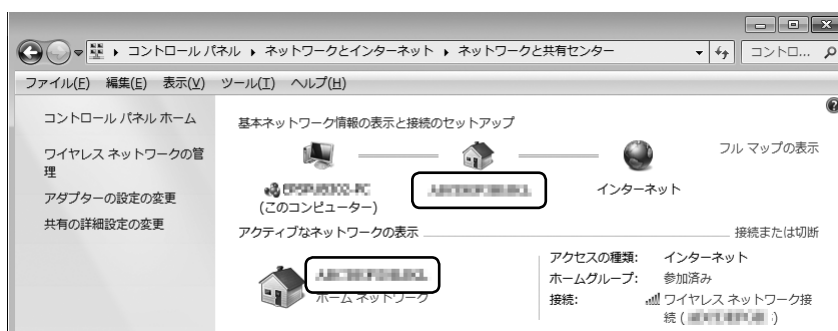 コントロール パネル ネットワークとインターネット ネットワークと共有センター コントロ...
ファイル(F) 編集(E) 表示(V) ツール(T) ヘルプ(H)
コントロール パネル ホーム
ワイヤレス ネットワークの管
理
アダプターの設定の変更
共有の詳細設定の変更
基本ネットワーク情報の表示と接続のセットアップ
フル マップの表示
(このコンピューター)
インターネット
アクティブなネットワークの表示
接続または切断
ホーム ネットワーク
アクセスの種類: インターネット
ホームグループ: 参加済み
接続: ワイヤレス ネットワーク接
続 ( )